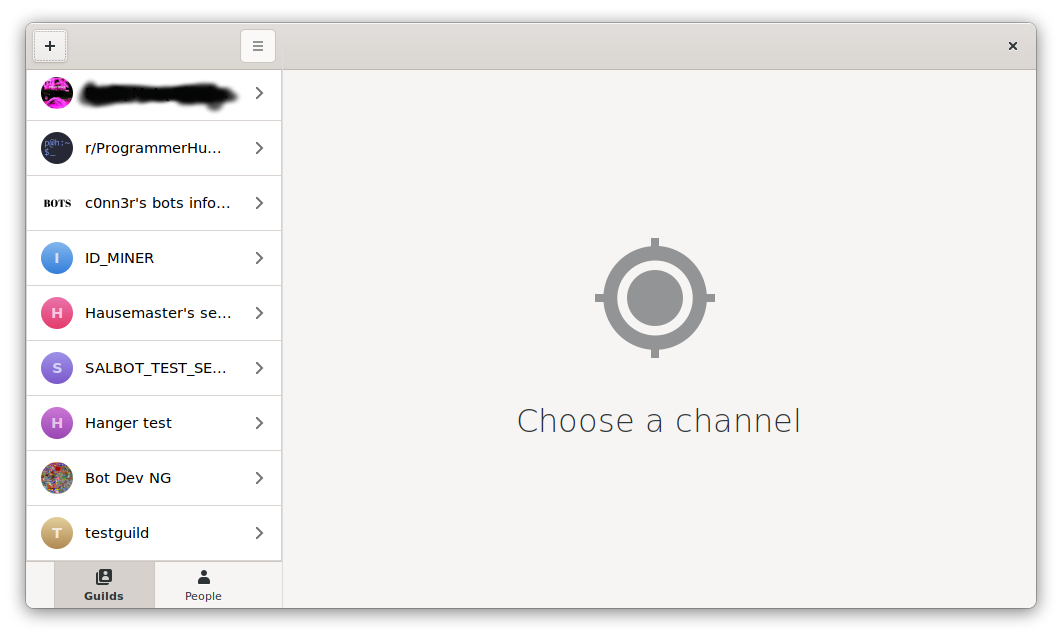 r/ProgrammerHu...
p@h:~
$_
BOTS
c0nn3r's bots info...
I
ID_MINER
H
Hausemaster's se...
S
SALBOT_TEST_SE...
H
Hanger test
Bot Dev NG
T
testguild
Guilds
People
Choose a channel